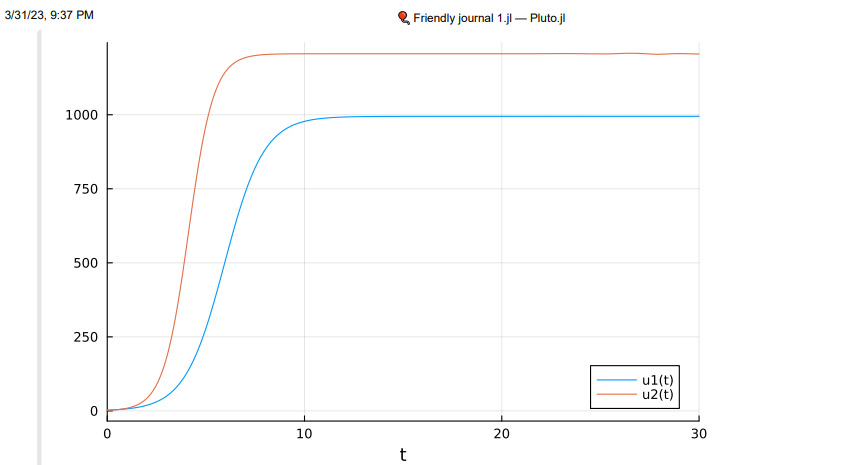 3/31/23, 9:37 PM
🎈 Friendly journal 1.jl — Pluto.jl
1000
750
500
250
0
u1(t)
u2(t)
0 10 20 30
t